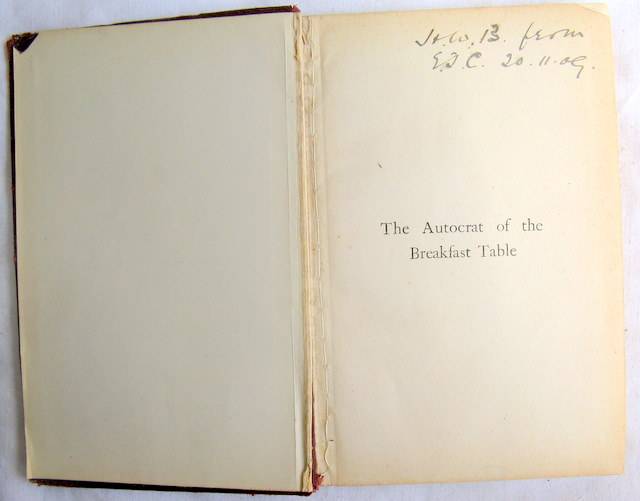 H.W.B. from
E.J.C. 20.11.09.
The Autocrat of the
Breakfast Table